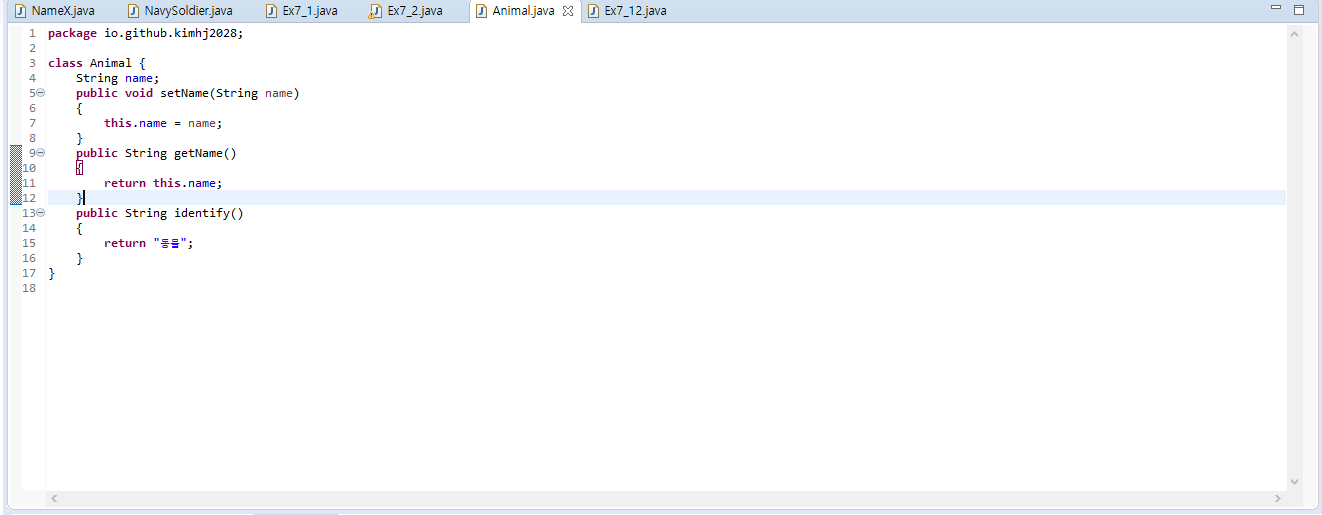 NameX.java NavySoldier.java Ex7_1.java Ex7_2.java Animal.java Ex7_12.java
1 package io.github.kimhj2028;
2
3 class Animal {
4 String name;
5 public void setName(String name)
6 {
7 this.name = name;
8 }
9 public String getName()
10 {
11 return this.name;
12 }
13 public String identify()
14 {
15 return "동물";
16 }
17 }
18